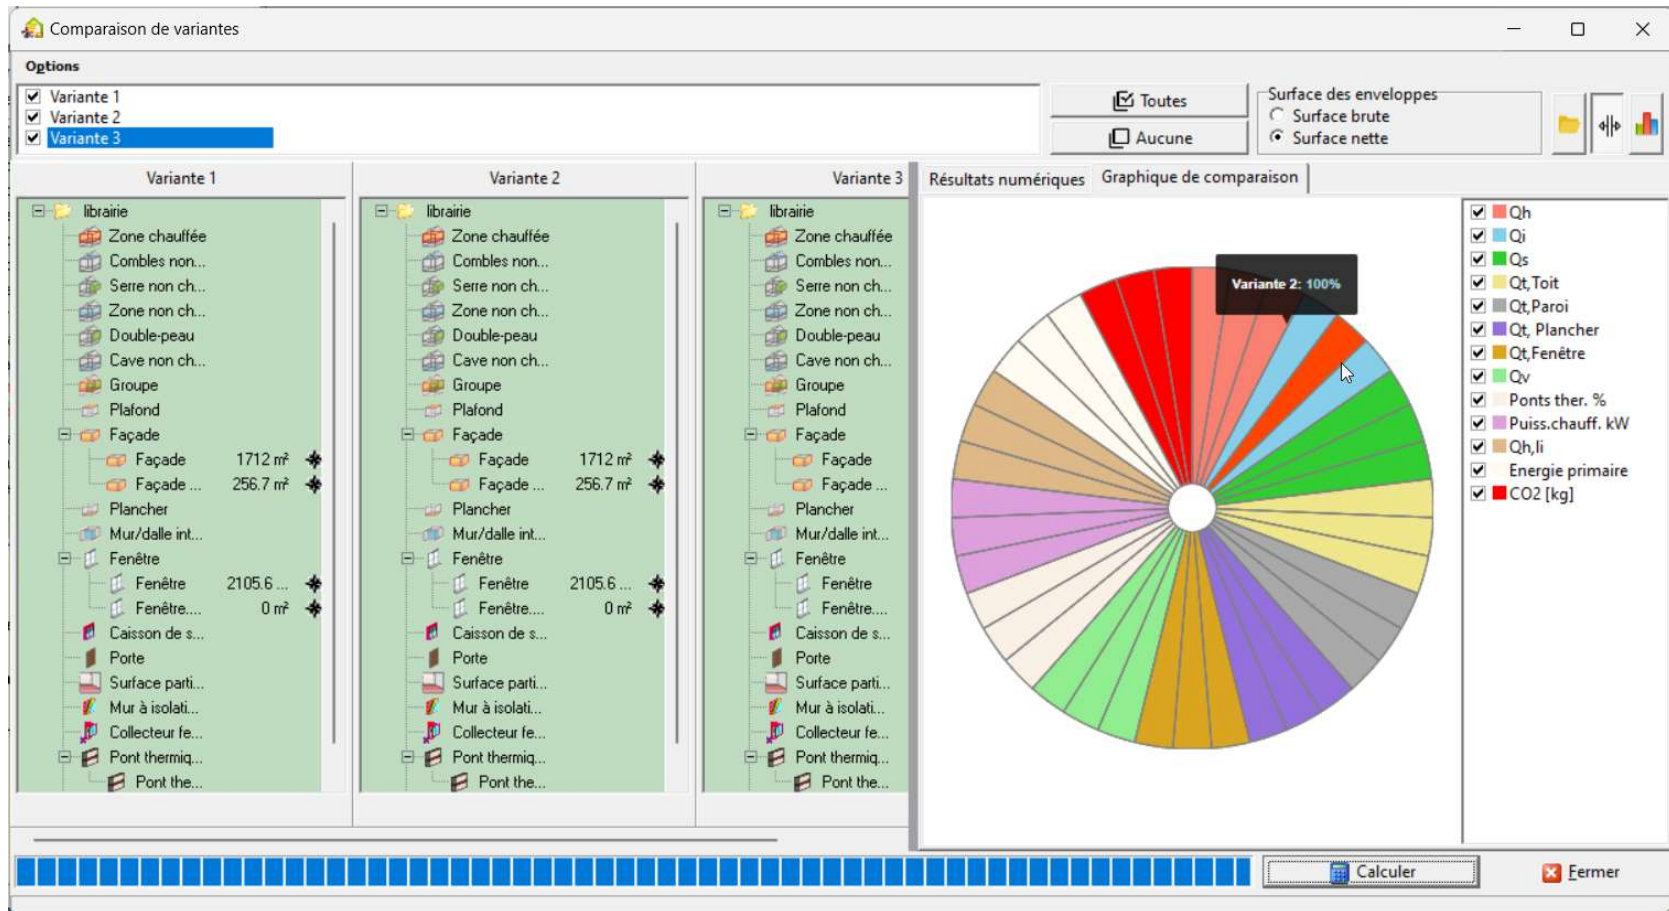 Comparaison de variantes
Options
Variante 1
Variante 2
Variante 3
Toutes
Aucune
Surface des enveloppes
Surface brute
Surface nette
Variante 1
librairie
Zone chauffée
Combles non...
Serre non ch...
Zone non ch...
Double-peau
Cave non ch...
Groupe
Plafond
Façade
Façade 1712 m²
Façade ... 256.7 m²
Plancher
Mur/dalle int...
Fenêtre
Fenêtre 2105.6 ...
Fenêtre.... 0 m²
Caisson de s...
Porte
Surface parti...
Mur à isolati...
Collecteur fe...
Pont thermiq...
Pont the...
Variante 2
librairie
Zone chauffée
Combles non...
Serre non ch...
Zone non ch...
Double-peau
Cave non ch...
Groupe
Plafond
Façade
Façade 1712 m²
Façade ... 256.7 m²
Plancher
Mur/dalle int...
Fenêtre
Fenêtre 2105.6 ...
Fenêtre.... 0 m²
Caisson de s...
Porte
Surface parti...
Mur à isolati...
Collecteur fe...
Pont thermiq...
Pont the...
Variante 3
librairie
Zone chauffée
Combles non...
Serre non ch...
Zone non ch...
Double-peau
Cave non ch...
Groupe
Plafond
Façade
Façade
Façade ...
Plancher
Mur/dalle int...
Fenêtre
Fenêtre
Fenêtre....
Caisson de s...
Porte
Surface parti...
Mur à isolati...
Collecteur fe...
Pont thermiq...
Pont the...
Résultats numériques
Graphique de comparaison
Variante 2: 100%
Qh
Qi
Qs
Qt,Toit
Qt,Paroi
Qt, Plancher
Qt,Fenêtre
Qv
Ponts ther. %
Puiss.chauff. kW
Qh,li
Energie primaire
CO2 [kg]
Calculer
Fermer